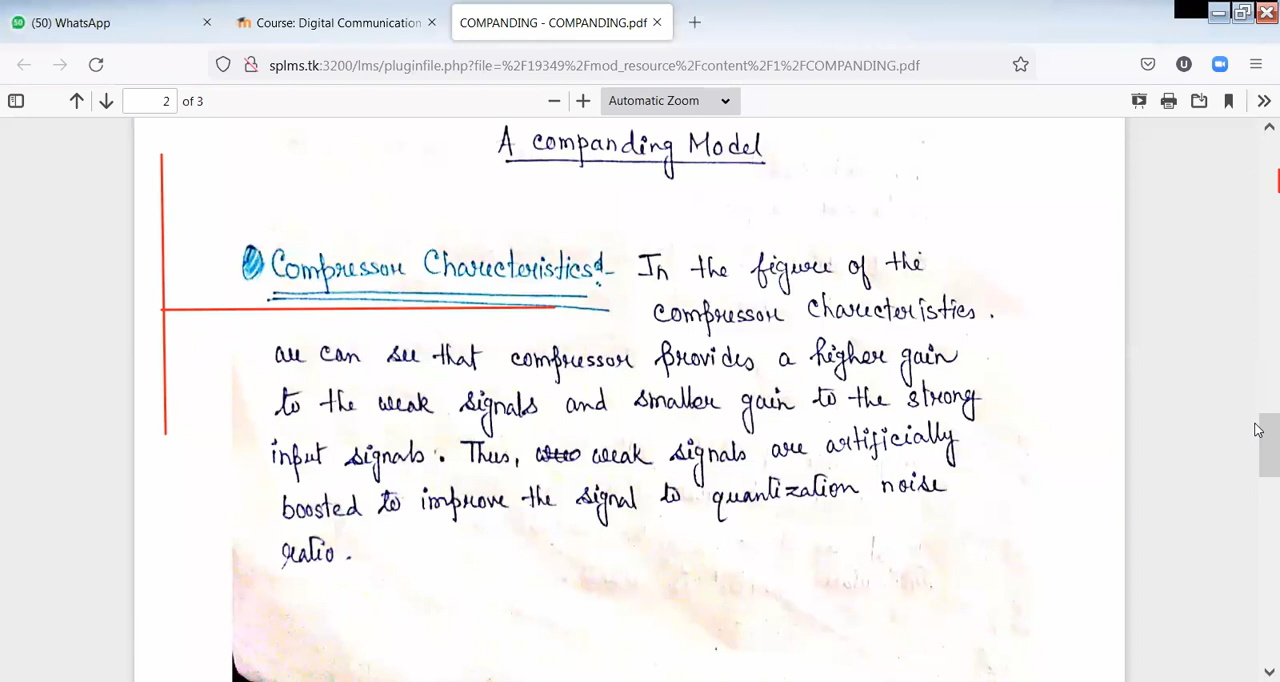 (50) WhatsApp
Course: Digital Communication
COMPANDING - COMPANDING.pdf
splms.tk:3200/lms/pluginfile.php?file=%2F19349%2Fmod_resource%2Fcontent%2F1%2FCOMPANDING.pdf
2 of 3
Automatic Zoom
A companding Model
Compressor Charecteristics:- In the figure of the
compressor Charecteristics.
we can see that compressor provides a higher gain
to the weak signals and smaller gain to the strong
input signals. Thus, weak signals are artificially
boosted to improve the signal to quantization noise
ratio.